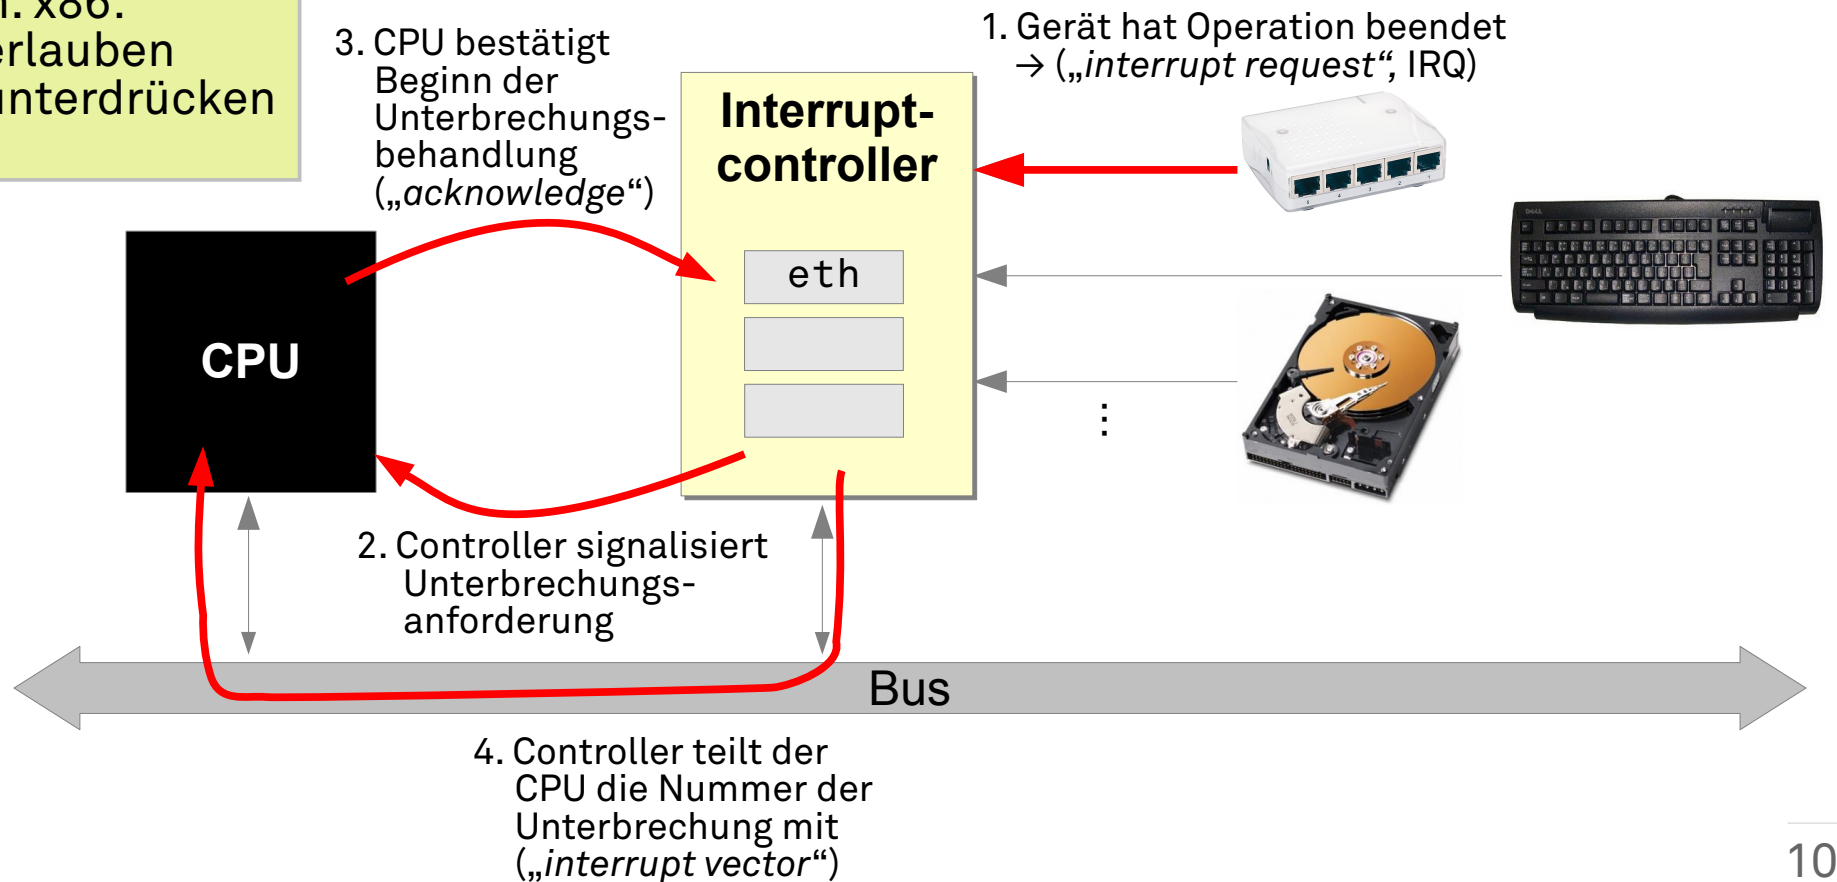 x86.
erlauben
unterdrücken
3. CPU bestätigt
Beginn der
Unterbrechungs-
behandlung
(„acknowledge“)
1. Gerät hat Operation beendet
→ („interrupt request“, IRQ)
Interrupt-
controller
eth
CPU
⋮
2. Controller signalisiert
Unterbrechungs-
anforderung
Bus
4. Controller teilt der
CPU die Nummer der
Unterbrechung mit
(„interrupt vector“)
10